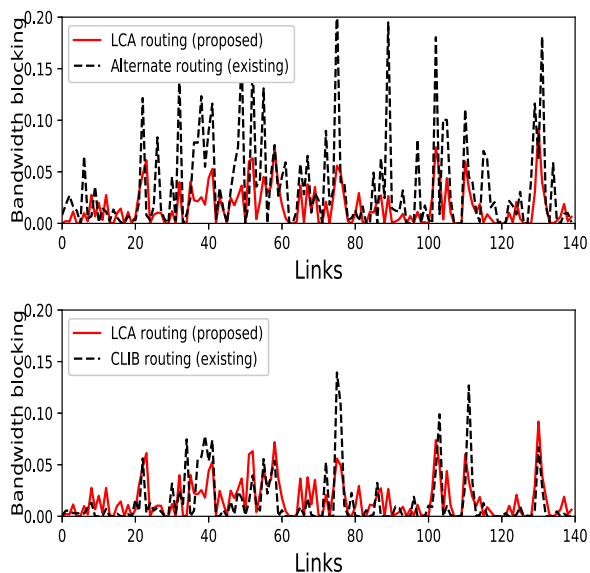 Bandwidth blocking
0.20
0.15
0.10
0.05
0.00
LCA routing (proposed)
Alternate routing (existing)
0 20 40 60 80 100 120 140
Links
Bandwidth blocking
0.20
0.15
0.10
0.05
0.00
LCA routing (proposed)
CLIB routing (existing)
0 20 40 60 80 100 120 140
Links